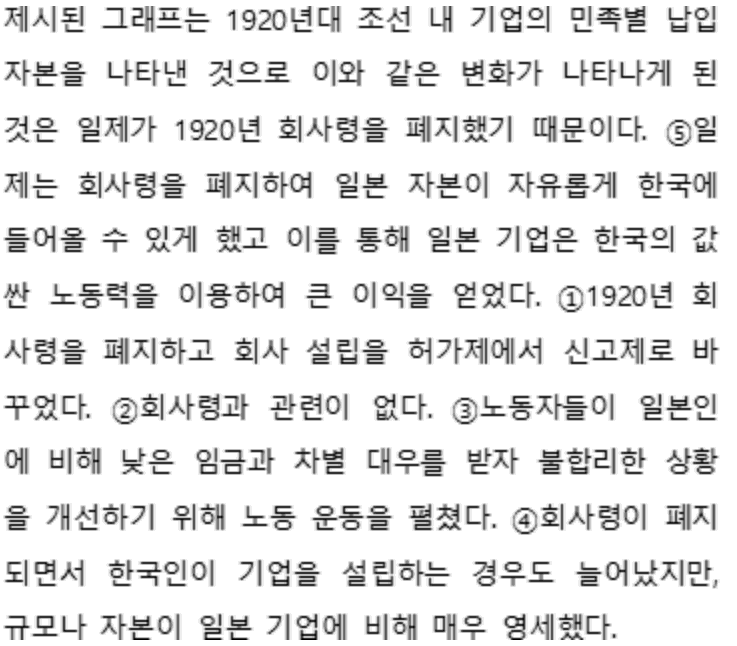 제시된 그래프는 1920년대 조선 내 기업의 민족별 납입
자본을 나타낸 것으로 이와 같은 변화가 나타나게 된
것은 일제가 1920년 회사령을 폐지했기 때문이다. ⑤일
제는 회사령을 폐지하여 일본 자본이 자유롭게 한국에
들어올 수 있게 했고 이를 통해 일본 기업은 한국의 값
싼 노동력을 이용하여 큰 이익을 얻었다. ①1920년 회
사령을 폐지하고 회사 설립을 허가제에서 신고제로 바
꾸었다. ②회사령과 관련이 없다. ③노동자들이 일본인
에 비해 낮은 임금과 차별 대우를 받자 불합리한 상황
을 개선하기 위해 노동 운동을 펼쳤다. ④회사령이 폐지
되면서 한국인이 기업을 설립하는 경우도 늘어났지만,
규모나 자본이 일본 기업에 비해 매우 영세했다.